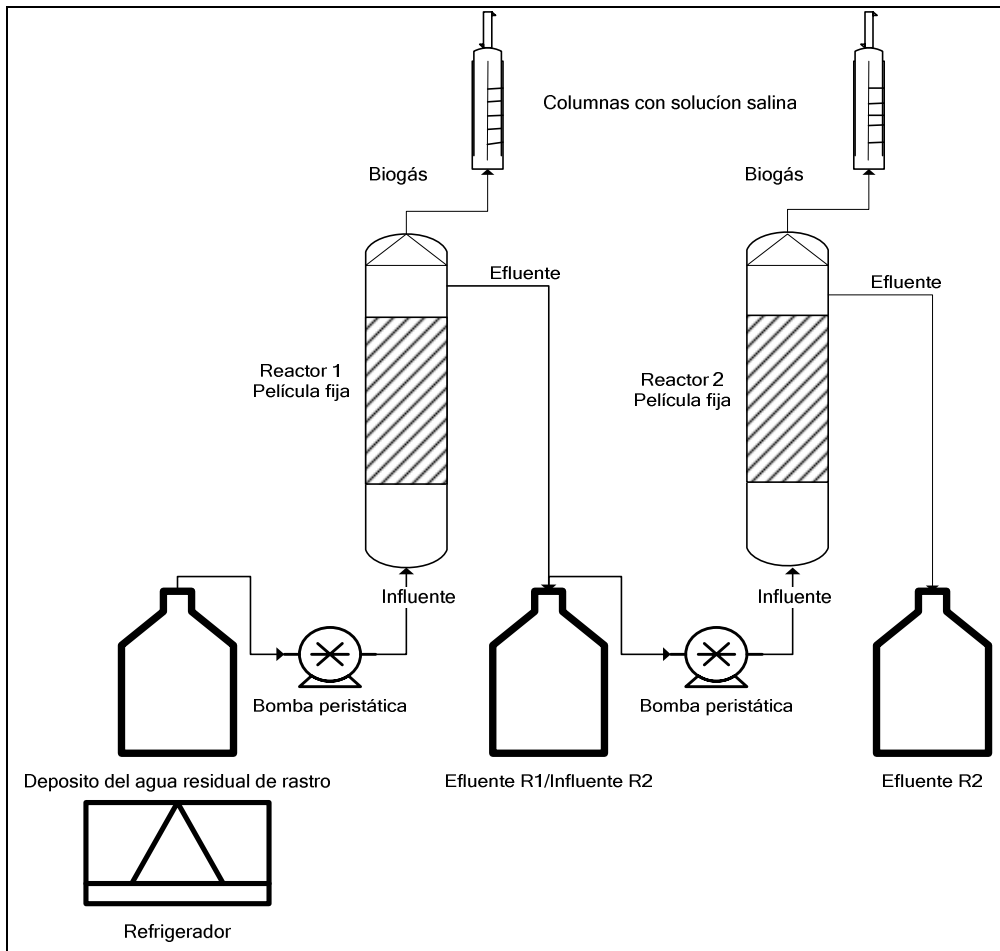 Columnas con solucíon salina
Biogás
Biogás
Efluente
Efluente
Reactor 1
Película fija
Reactor 2
Película fija
Influente
Influente
Bomba peristática
Bomba peristática
Deposito del agua residual de rastro
Efluente R1/Influente R2
Efluente R2
Refrigerador